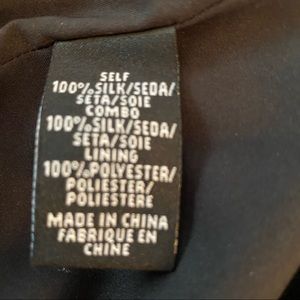 SELF
100%SILK/SEDA/
SETA/SOIE
COMBO
100%SILK/SEDA/
SETA/SOIE
LINING
100%POLYESTER/
POLIESTER/
POLIESTERE
MADE IN CHINA
FABRIQUE EN
CHINE